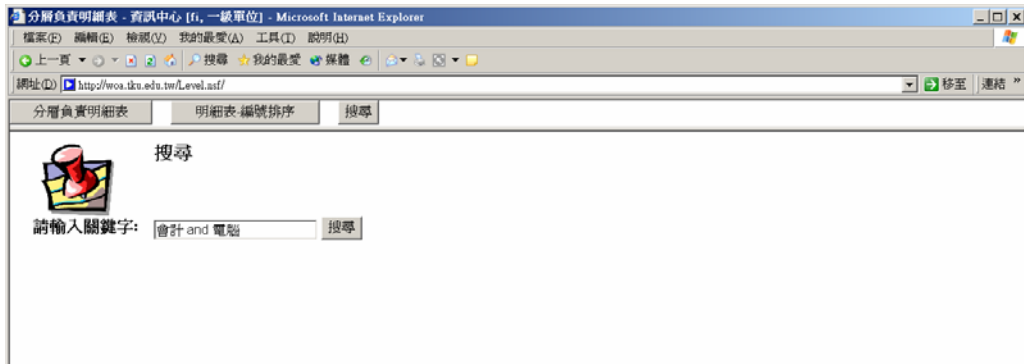 分層負責明細表 - 資訊中心 [fi, 一級單位] - Microsoft Internet Explorer
檔案(F) 編輯(E) 檢視(V) 我的最愛(A) 工具(T) 說明(H)
上一頁 搜尋 我的最愛 媒體
網址(D) http://woa.tku.edu.tw/Level.nsf/ 移至 連結 »
分層負責明細表 明細表-編號排序 搜尋
搜尋
請輸入關鍵字: 會計 and 電腦 搜尋